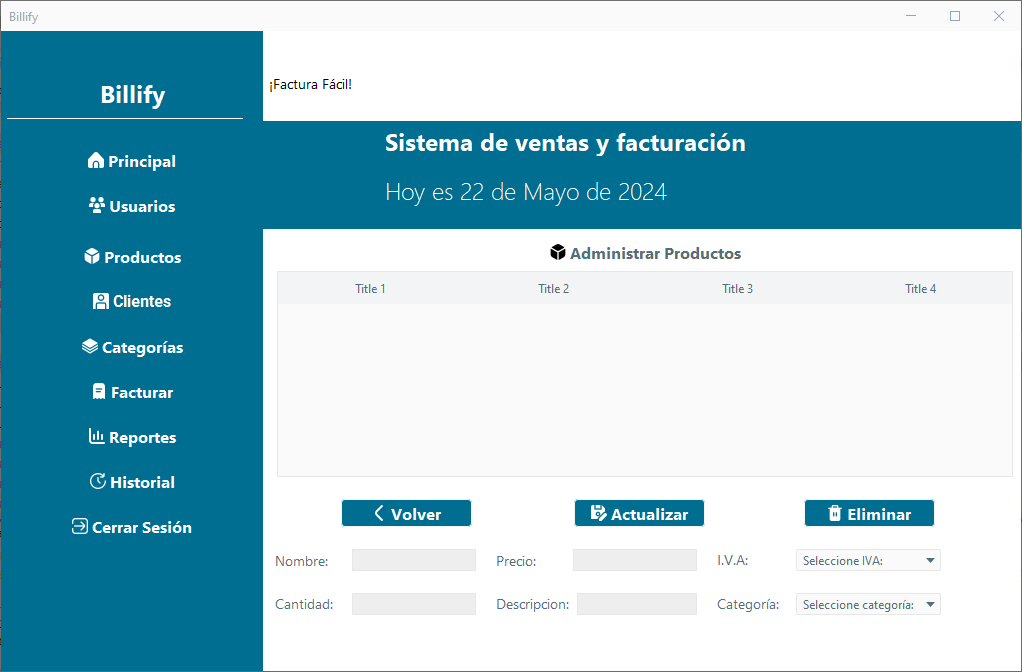 Billify
Billify
Principal
Usuarios
Productos
Clientes
Categorías
Facturar
Reportes
Historial
Cerrar Sesión
¡Factura Fácil!
Sistema de ventas y facturación
Hoy es 22 de Mayo de 2024
Administrar Productos
Title 1 Title 2 Title 3 Title 4
Volver Actualizar Eliminar
Nombre: Precio: I.V.A: Seleccione IVA:
Cantidad: Descripcion: Categoría: Seleccione categoría: